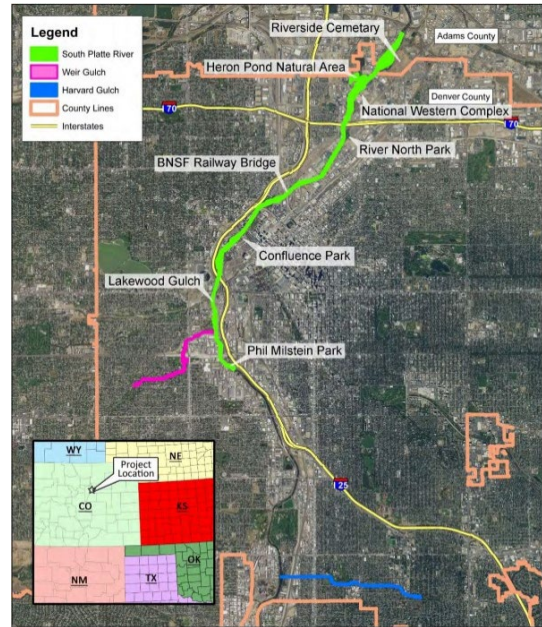 Legend
South Platte River
Weir Gulch
Harvard Gulch
County Lines
Interstates
Riverside Cemetary
Adams County
Heron Pond Natural Area
Denver County
70
National Western Complex
70
River North Park
BNSF Railway Bridge
Confluence Park
Lakewood Gulch
Phil Milstein Park
25
WY
NE
Project
Location
CO
KS
OK
NM
TX